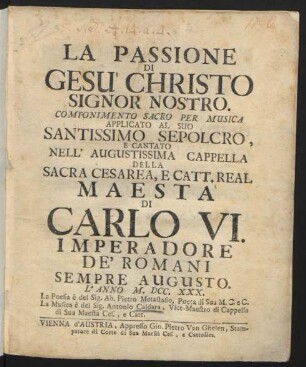 LA PASSIONE
DI
GESU' CHRISTO
SIGNOR NOSTRO.
COMPONIMENTO SACRO PER MUSICA
APPLICATO AL SUO
SANTISSIMO SEPOLCRO,
E CANTATO
NELL' AUGUSTISSIMA CAPPELLA
DELLA
SACRA CESAREA, E CATT. REAL
MAESTA
DI
CARLO VI.
IMPERADORE
DE' ROMANI
SEMPRE AUGUSTO.
L'ANNO M. DCC. XXX.
La Poesia è del Sig. Ab. Pietro Metastasio, Poeta di Sua M. C. e C.
La Musica è del Sig. Antonio Caldara, Vice-Maestro di Cappella
di Sua Maestà Ces., e Catt.
VIENNA d'AUSTRIA, Appresso Gio. Pietro Van Ghelen, Stam-
patore di Corte di Sua Maestà Ces., e Cattolica.